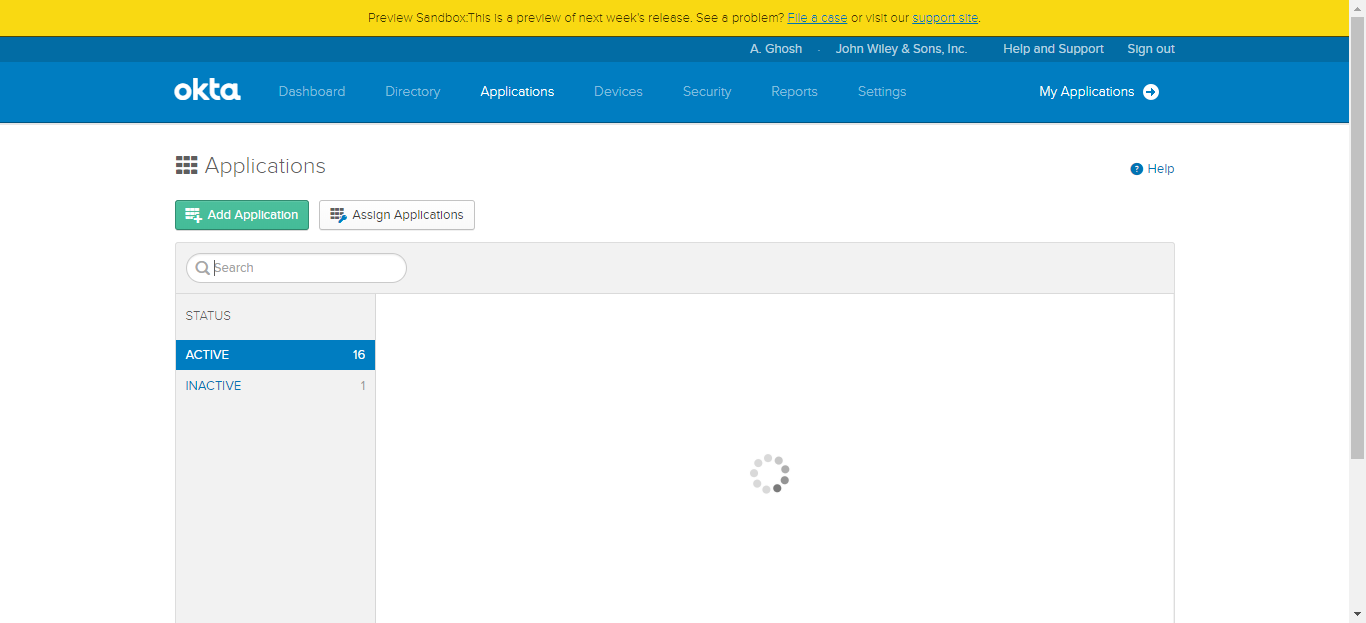 Preview Sandbox:This is a preview of next week's release. See a problem? File a case or visit our support site.
A. Ghosh · John Wiley & Sons, Inc. Help and Support Sign out
okta Dashboard Directory Applications Devices Security Reports Settings My Applications
Applications
? Help
Add Application Assign Applications
Search
STATUS
ACTIVE 16
INACTIVE 1